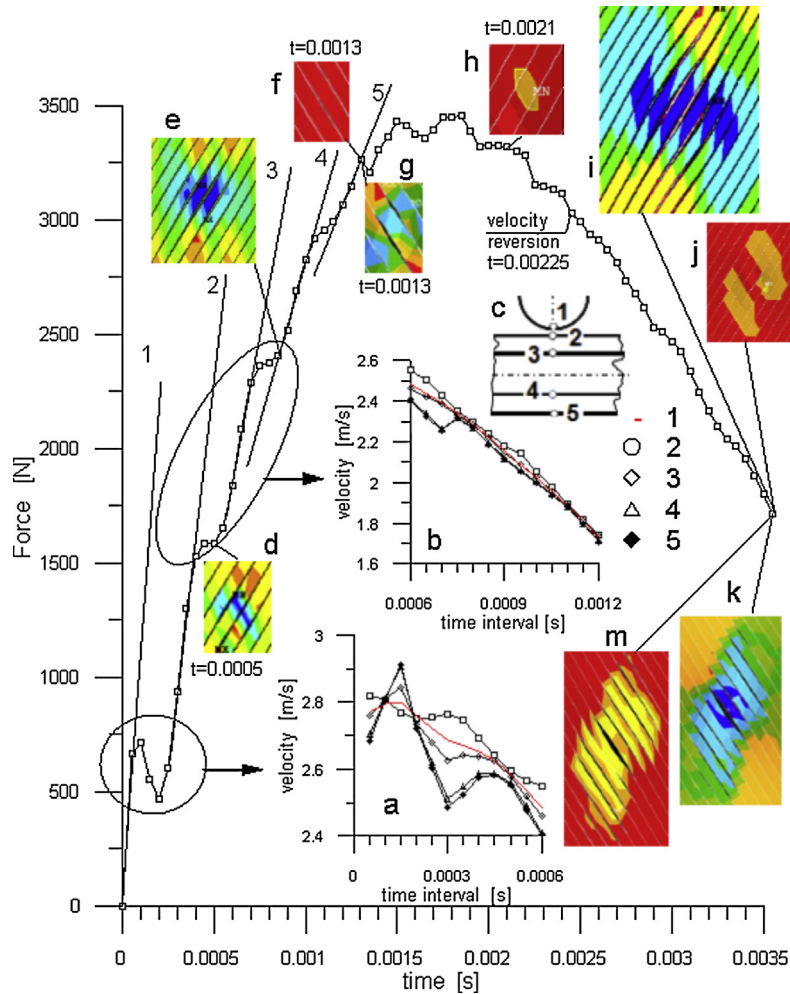 t=0.0013
t=0.0021
f
5
h
i
3500
e
4
MN
3
g
3000
velocity
reversion
t=0.00225
j
t=0.0013
2
c
1
2
3
4
5
2500
1
2.6
2.4
2.2
2
1.8
1.6
velocity [m/s]
b
0.0006
0.0009
0.0012
time interval [s]
1
2
3
4
5
2000
Force [N]
1500
d
t=0.0005
k
m
1000
3
2.8
2.6
2.4
velocity [m/s]
a
0
0.0003
0.0006
time interval [s]
500
0
0
0.0005
0.001
0.0015
0.002
0.0025
0.003
0.0035
time [s]